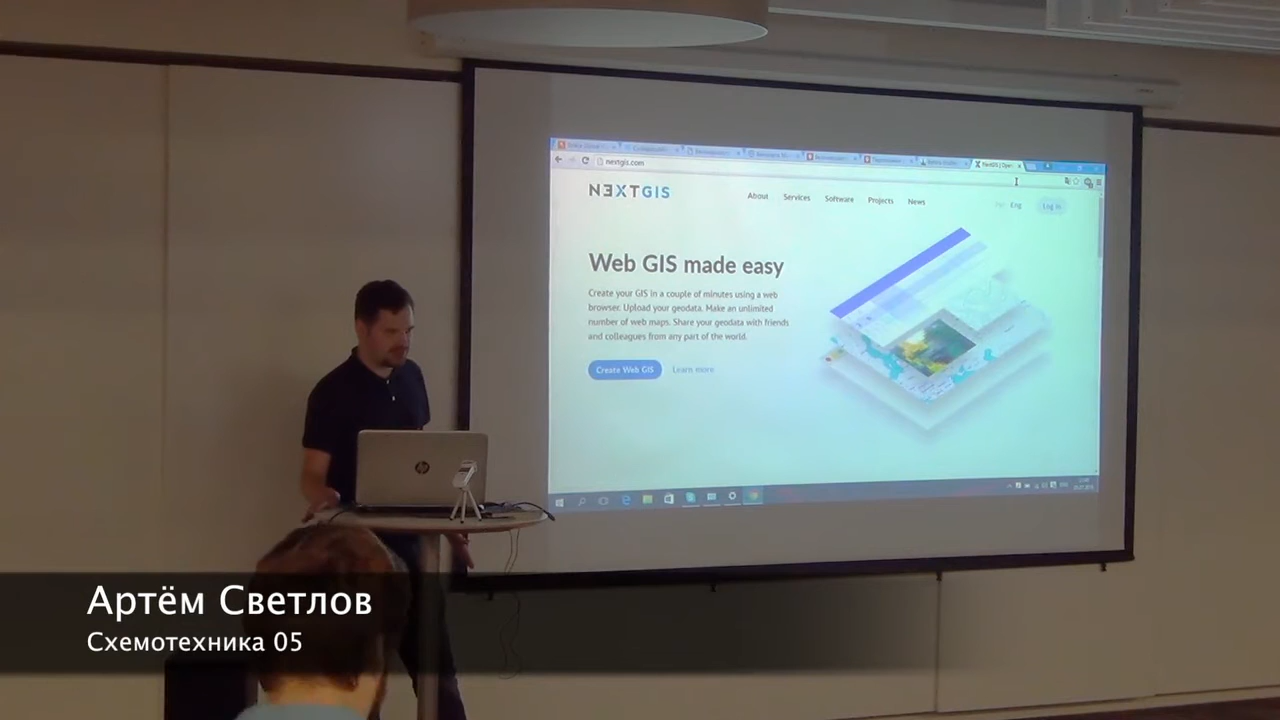 nextgis.com
NextGIS | Open
NEXTGIS
About
Services
Software
Projects
News
Eng
Log In
Web GIS made easy
Create your GIS in a couple of minutes using a web
browser. Upload your geodata. Make an unlimited
number of web maps. Share your geodata with friends
and colleagues from any part of the world.
Create Web GIS
Learn more
hp
Артём Светлов
Схемотехника 05